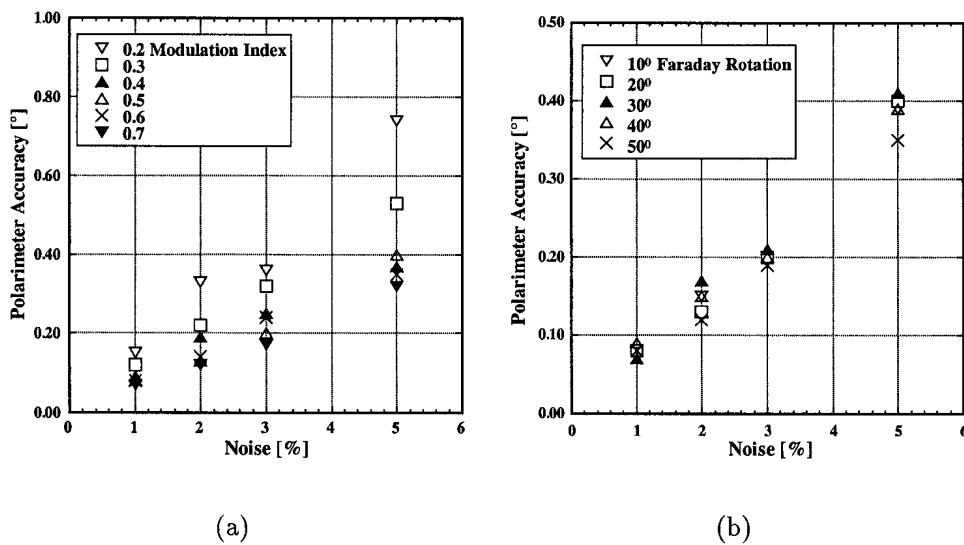 1.00
0.80
0.60
0.40
0.20
0.00
Polarimeter Accuracy [°]
0.2 Modulation Index
0.3
0.4
0.5
0.6
0.7
0 1 2 3 4 5 6
Noise [%]
(a)
0.50
0.40
0.30
0.20
0.10
0.00
Polarimeter Accuracy [°]
10⁰ Faraday Rotation
20⁰
30⁰
40⁰
50⁰
0 1 2 3 4 5 6
Noise [%]
(b)